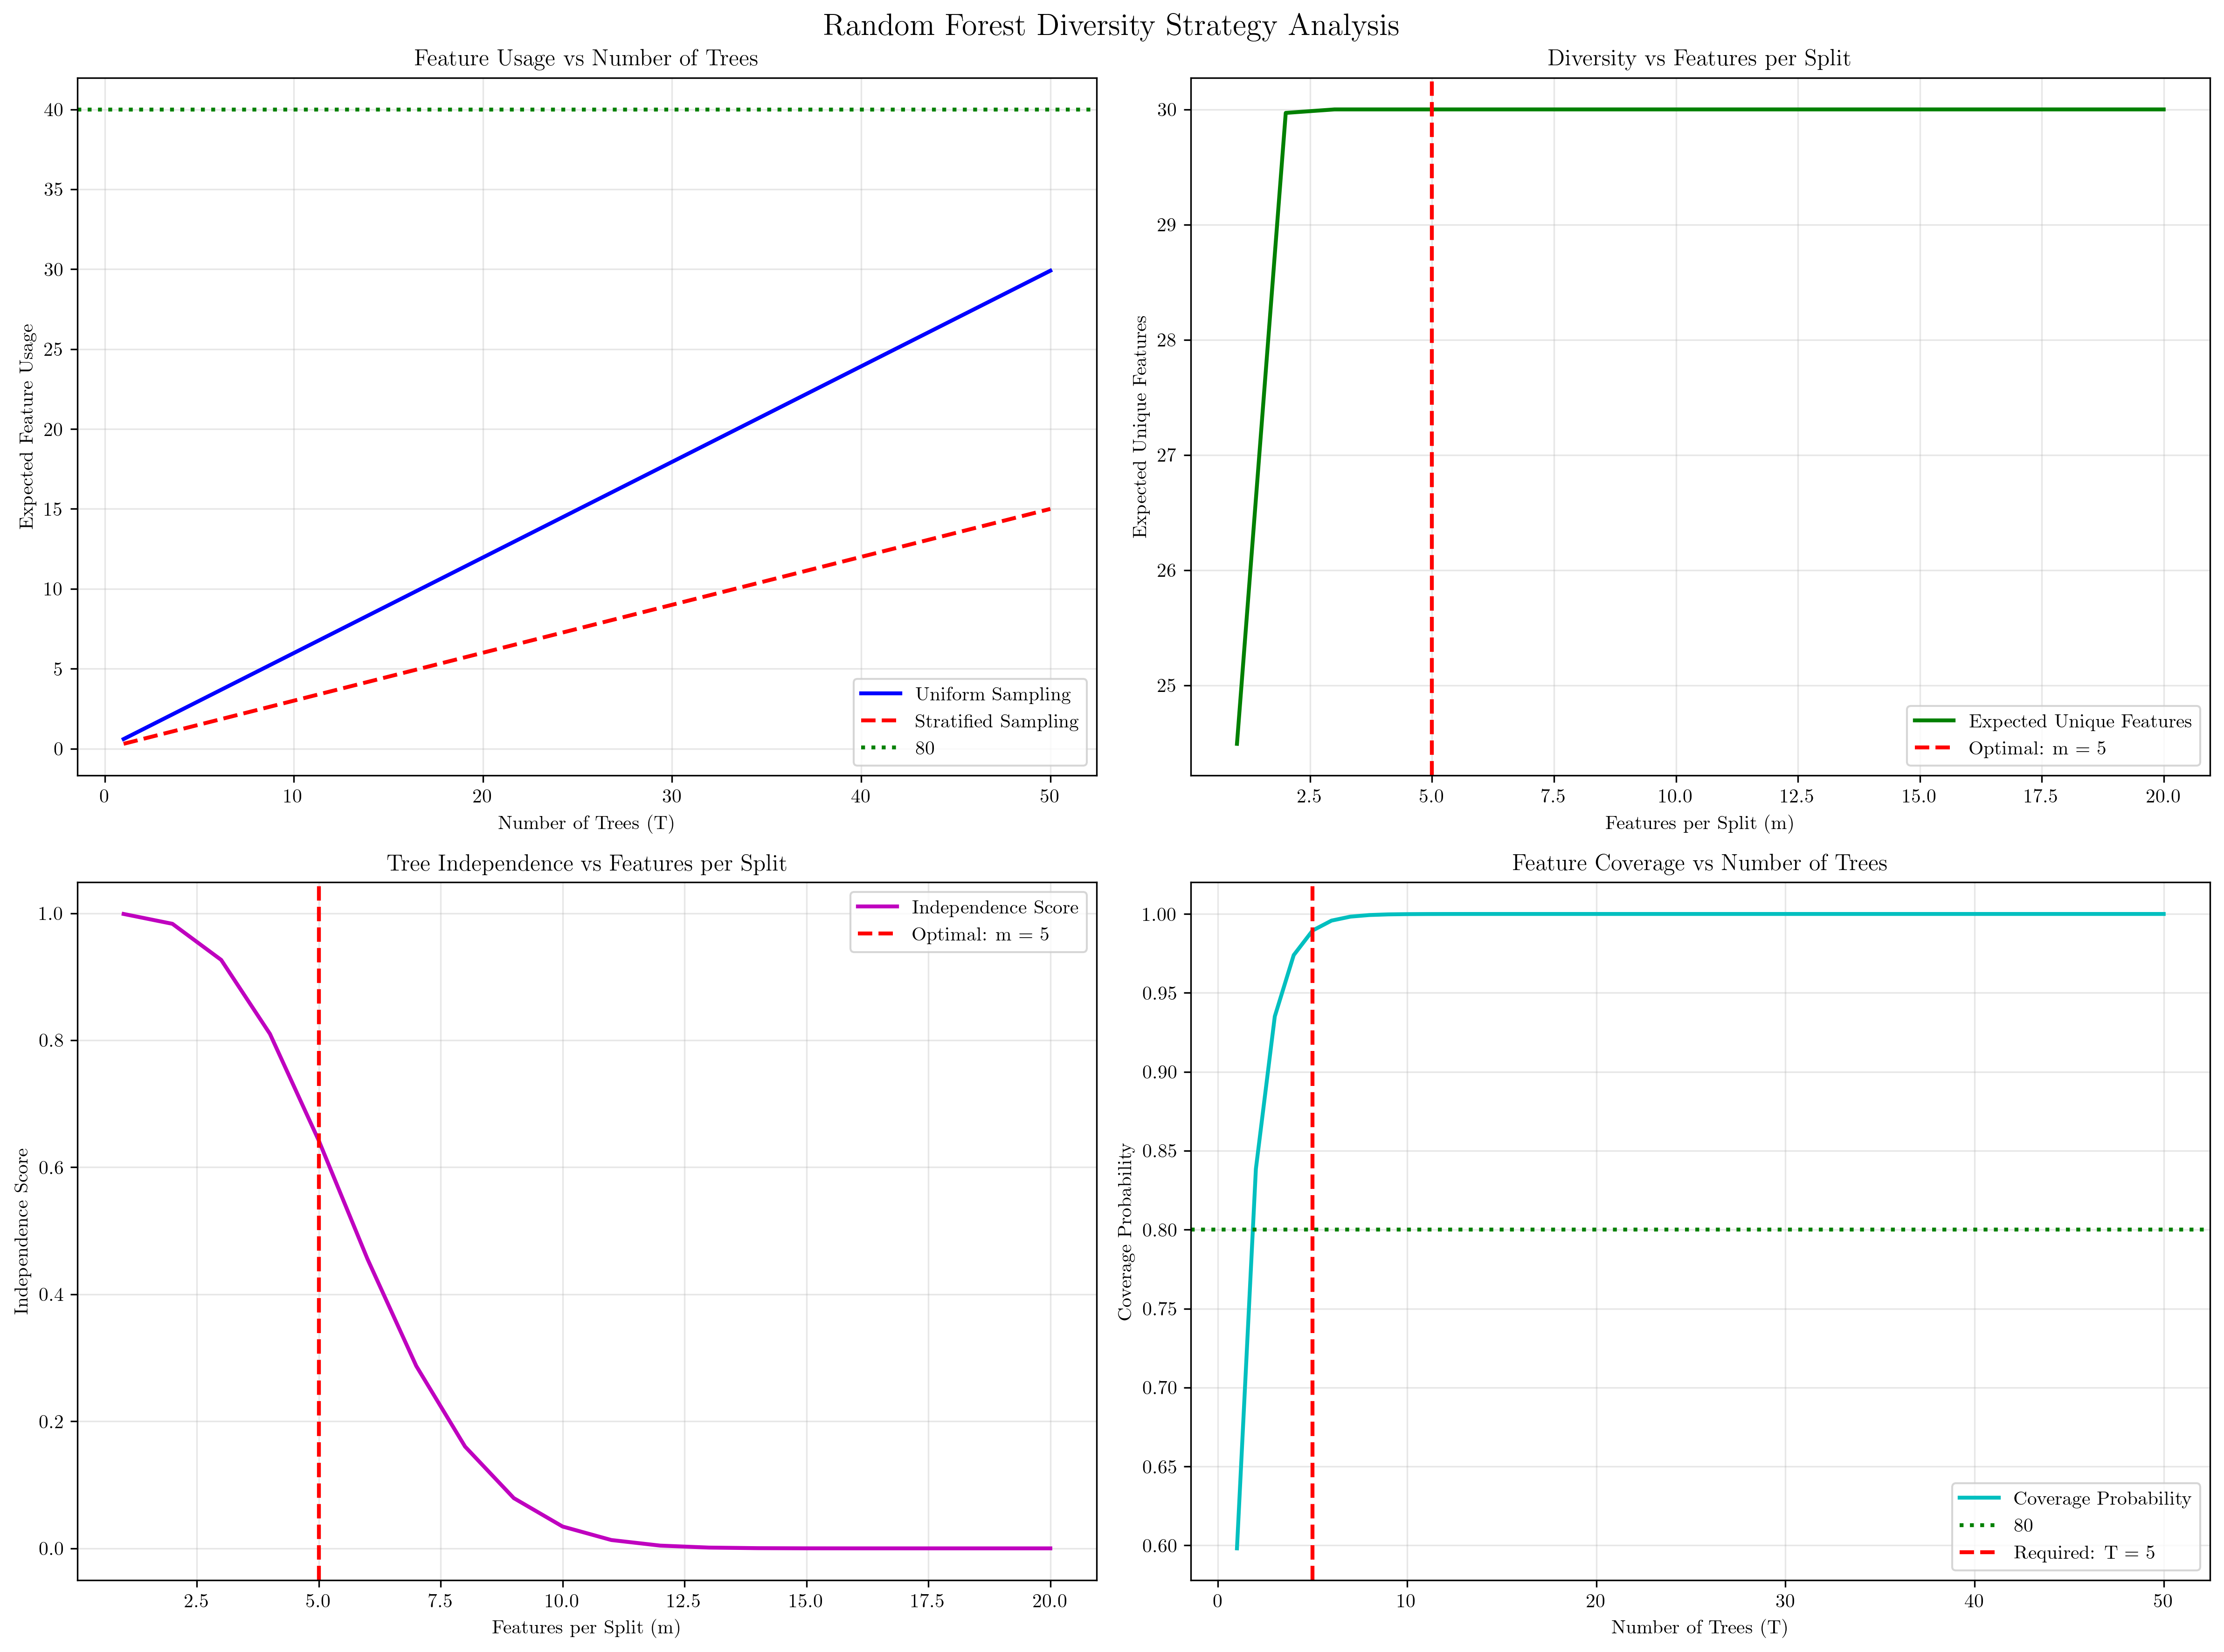 Random Forest Diversity Strategy Analysis
Feature Usage vs Number of Trees
Expected Feature Usage
40
35
30
25
20
15
10
5
0
0 10 20 30 40 50
Number of Trees (T)
Uniform Sampling
Stratified Sampling
80
Diversity vs Features per Split
Expected Unique Features
30
29
28
27
26
25
2.5 5.0 7.5 10.0 12.5 15.0 17.5 20.0
Features per Split (m)
Expected Unique Features
Optimal: m = 5
Tree Independence vs Features per Split
Independence Score
1.0
0.8
0.6
0.4
0.2
0.0
2.5 5.0 7.5 10.0 12.5 15.0 17.5 20.0
Features per Split (m)
Independence Score
Optimal: m = 5
Feature Coverage vs Number of Trees
Coverage Probability
1.00
0.95
0.90
0.85
0.80
0.75
0.70
0.65
0.60
0 10 20 30 40 50
Number of Trees (T)
Coverage Probability
80
Required: T = 5